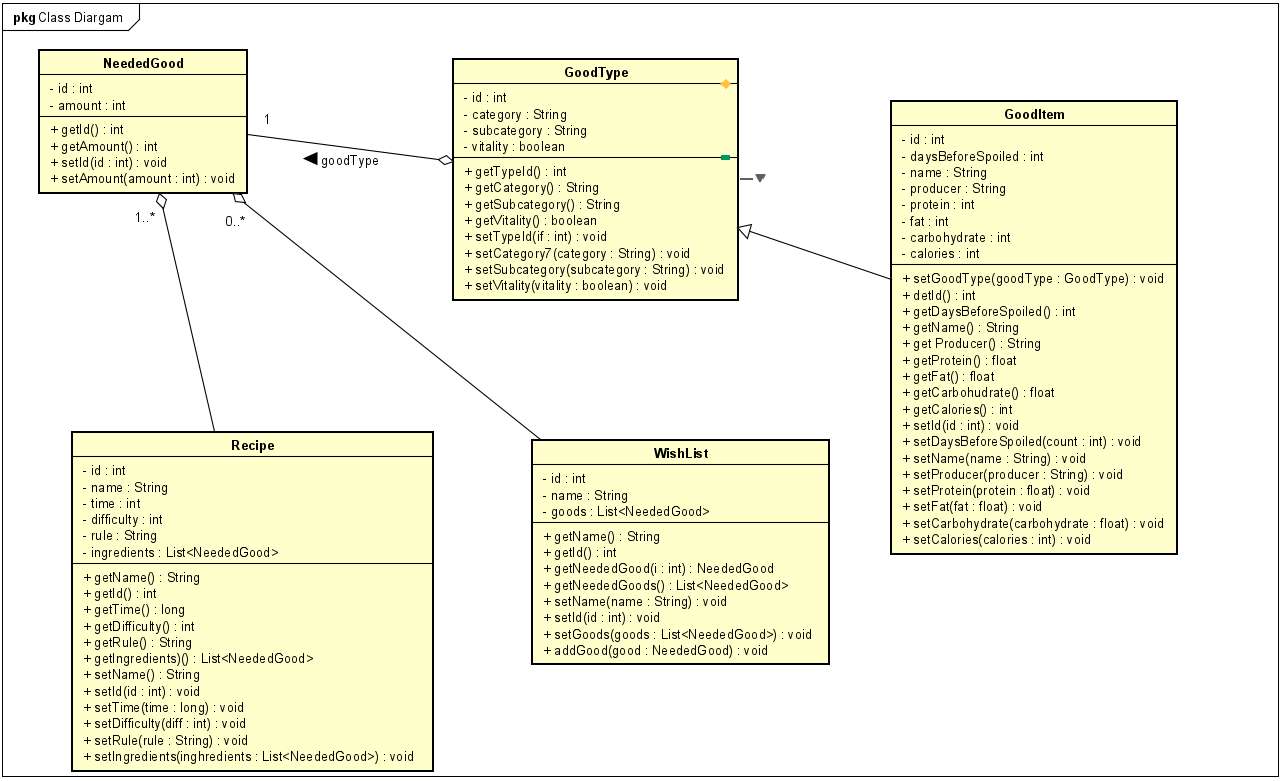 pkg Class Diargam
NeededGood
- id : int
- amount : int
+ getId() : int
+ getAmount() : int
+ setId(id : int) : void
+ setAmount(amount : int) : void
1
goodType
1..*
0..*
GoodType
- id : int
- category : String
- subcategory : String
- vitality : boolean
+ getTypeId() : int
+ getCategory() : String
+ getSubcategory() : String
+ getVitality() : boolean
+ setTypeId(if : int) : void
+ setCategory7(category : String) : void
+ setSubcategory(subcategory : String) : void
+ setVitality(vitality : boolean) : void
GoodItem
- id : int
- daysBeforeSpoiled : int
- name : String
- producer : String
- protein : int
- fat : int
- carbohydrate : int
- calories : int
+ setGoodType(goodType : GoodType) : void
+ detId() : int
+ getDaysBeforeSpoiled() : int
+ getName() : String
+ get Producer() : String
+ getProtein() : float
+ getFat() : float
+ getCarbohudrate() : float
+ getCalories() : int
+ setId(id : int) : void
+ setDaysBeforeSpoiled(count : int) : void
+ setName(name : String) : void
+ setProducer(producer : String) : void
+ setProtein(protein : float) : void
+ setFat(fat : float) : void
+ setCarbohydrate(carbohydrate : float) : void
+ setCalories(calories : int) : void
Recipe
- id : int
- name : String
- time : int
- difficulty : int
- rule : String
- ingredients : List<NeededGood>
+ getName() : String
+ getId() : int
+ getTime() : long
+ getDifficulty() : int
+ getRule() : String
+ getIngredients)() : List<NeededGood>
+ setName() : String
+ setId(id : int) : void
+ setTime(time : long) : void
+ setDifficulty(diff : int) : void
+ setRule(rule : String) : void
+ setIngredients(inghredients : List<NeededGood>) : void
WishList
- id : int
- name : String
- goods : List<NeededGood>
+ getName() : String
+ getId() : int
+ getNeededGood(i : int) : NeededGood
+ getNeededGoods() : List<NeededGood>
+ setName(name : String) : void
+ setId(id : int) : void
+ setGoods(goods : List<NeededGood>) : void
+ addGood(good : NeededGood) : void